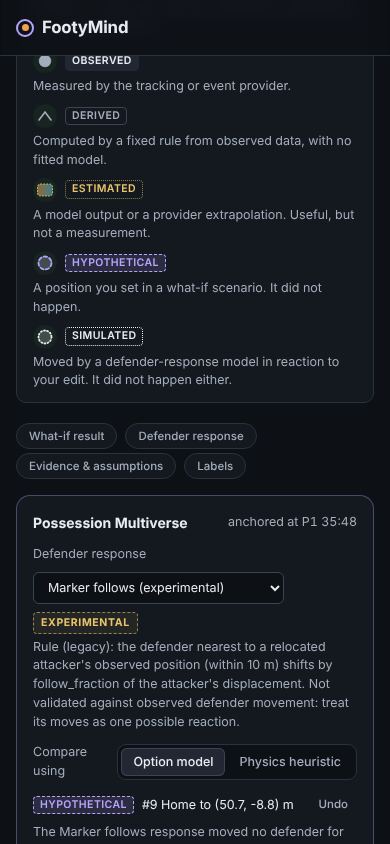 FootyMind
OBSERVED
Measured by the tracking or event provider.
DERIVED
Computed by a fixed rule from observed data, with no
fitted model.
ESTIMATED
A model output or a provider extrapolation. Useful, but
not a measurement.
HYPOTHETICAL
A position you set in a what-if scenario. It did not
happen.
SIMULATED
Moved by a defender-response model in reaction to
your edit. It did not happen either.
What-if result Defender response
Evidence & assumptions Labels
Possession Multiverse anchored at P1 35:48
Defender response
Marker follows (experimental)
EXPERIMENTAL
Rule (legacy): the defender nearest to a relocated
attacker's observed position (within 10 m) shifts by
follow_fraction of the attacker's displacement. Not
validated against observed defender movement: treat
its moves as one possible reaction.
Compare
using
Option model Physics heuristic
HYPOTHETICAL #9 Home to (50.7, -8.8) m Undo
The Marker follows response moved no defender for